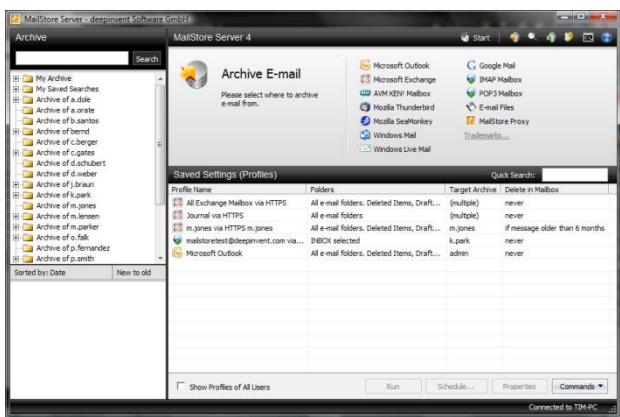 MailStore Server - deepinvent Software GmbH
Archive
MailStore Server 4
Start
Search
My Archive
My Saved Searches
Archive of a.dole
Archive of a.orate
Archive of b.santos
Archive of bernd
Archive of c.berger
Archive of c.gates
Archive of d.schubert
Archive of d.weber
Archive of j.braun
Archive of k.park
Archive of m.jones
Archive of m.lensen
Archive of m.parker
Archive of o.falk
Archive of p.fernandez
Archive of p.smith
Sorted by: Date New to old
Archive E-mail
Please select where to archive
e-mail from.
Microsoft Outlook
Microsoft Exchange
AVM KEN! Mailbox
Mozilla Thunderbird
Mozilla SeaMonkey
Windows Mail
Windows Live Mail
Google Mail
IMAP Mailbox
POP3 Mailbox
E-mail Files
MailStore Proxy
Trademarks...
Saved Settings (Profiles) Quick Search:
Profile Name Folders Target Archive Delete in Mailbox
All Exchange Mailbox via HTTPS All e-mail folders. Deleted Items, Draft... (multiple) never
Journal via HTTPS All e-mail folders (multiple) never
m.jones via HTTPS m.jones All e-mail folders. Deleted Items, Draft... m.jones if message older than 6 months
mailstoretest@deepinvent.com via... INBOX selected k.park never
Microsoft Outlook All e-mail folders. Deleted Items, Draft... admin never
Show Profiles of All Users Run Schedule... Properties Commands
Connected to TIM-PC